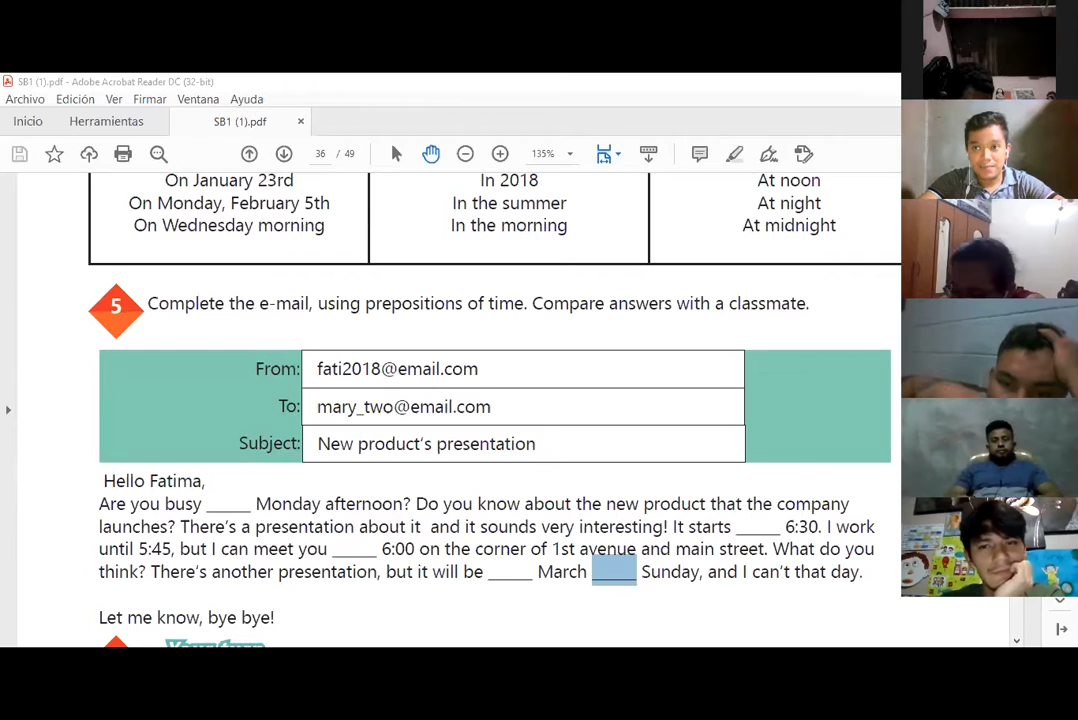 SB1 (1).pdf - Adobe Acrobat Reader DC (32-bit)
Archivo Edición Ver Firmar Ventana Ayuda
Inicio Herramientas SB1 (1).pdf ×
36 / 49 135%
On January 23rd In 2018 At noon
On Monday, February 5th In the summer At night
On Wednesday morning In the morning At midnight
5 Complete the e-mail, using prepositions of time. Compare answers with a classmate.
From: fati2018@email.com
To: mary_two@email.com
Subject: New product's presentation
Hello Fatima,
Are you busy _____ Monday afternoon? Do you know about the new product that the company
launches? There's a presentation about it and it sounds very interesting! It starts _____ 6:30. I work
until 5:45, but I can meet you _____ 6:00 on the corner of 1st avenue and main street. What do you
think? There's another presentation, but it will be _____ March _____ Sunday, and I can't that day.
Let me know, bye bye!